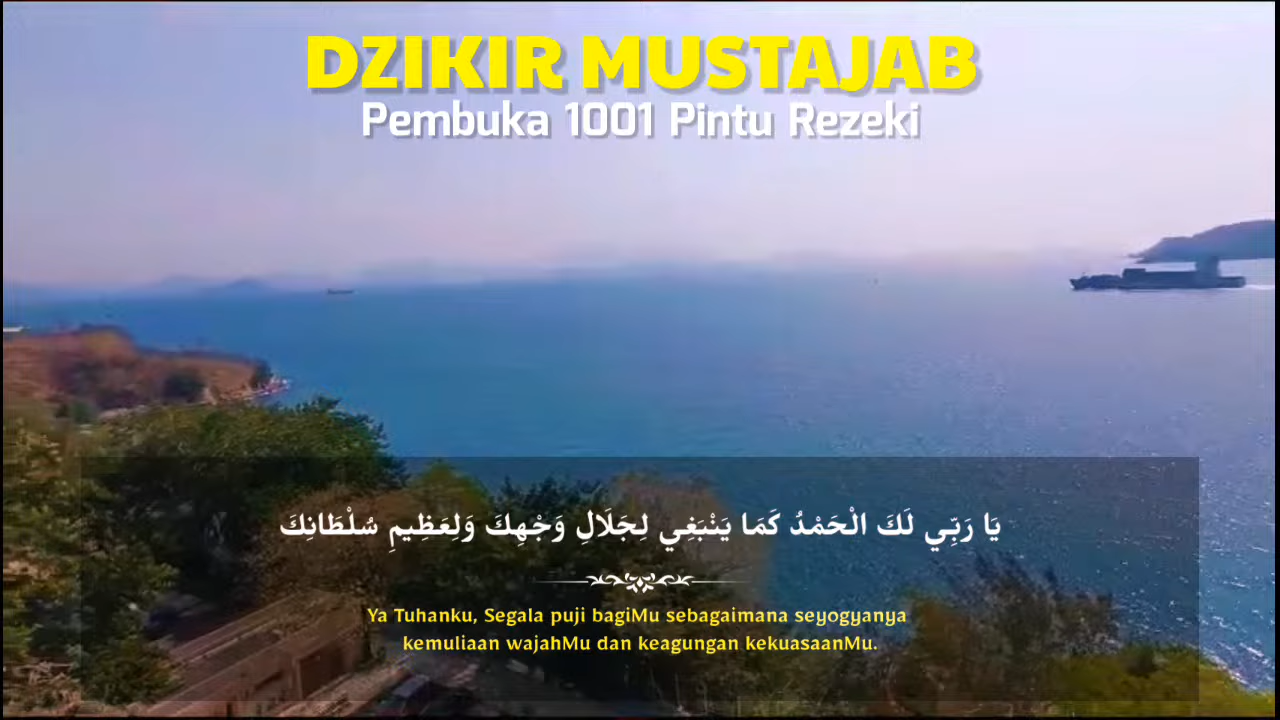 DZIKIR MUSTAJAB
Pembuka 1001 Pintu Rezeki
يَا رَبِّي لَكَ الْحَمْدُ كَمَا يَنْبَغِي لِجَلَالِ وَجْهِكَ وَلِعَظِيمِ سُلْطَانِكَ
Ya Tuhanku, Segala puji bagiMu sebagaimana seyogyanya
kemuliaan wajahMu dan keagungan kekuasaanMu.